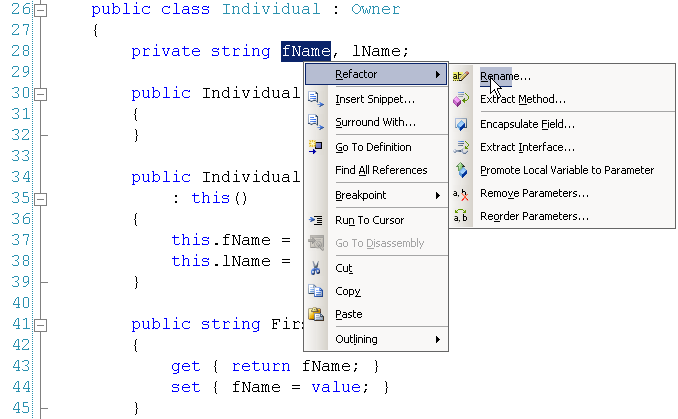 26 public class Individual : Owner
27 {
28 private string fName, lName;
29
30 public Individual
31 {
32 }
33
34 public Individual
35 : this()
36 {
37 this.fName =
38 this.lName =
39 }
40
41 public string Firs
42 {
43 get { return fName; }
44 set { fName = value; }
45 }
Refactor
Insert Snippet...
Surround With...
Go To Definition
Find All References
Breakpoint
Run To Cursor
Go To Disassembly
Cut
Copy
Paste
Outlining
Rename...
Extract Method...
Encapsulate Field...
Extract Interface...
Promote Local Variable to Parameter
Remove Parameters...
Reorder Parameters...